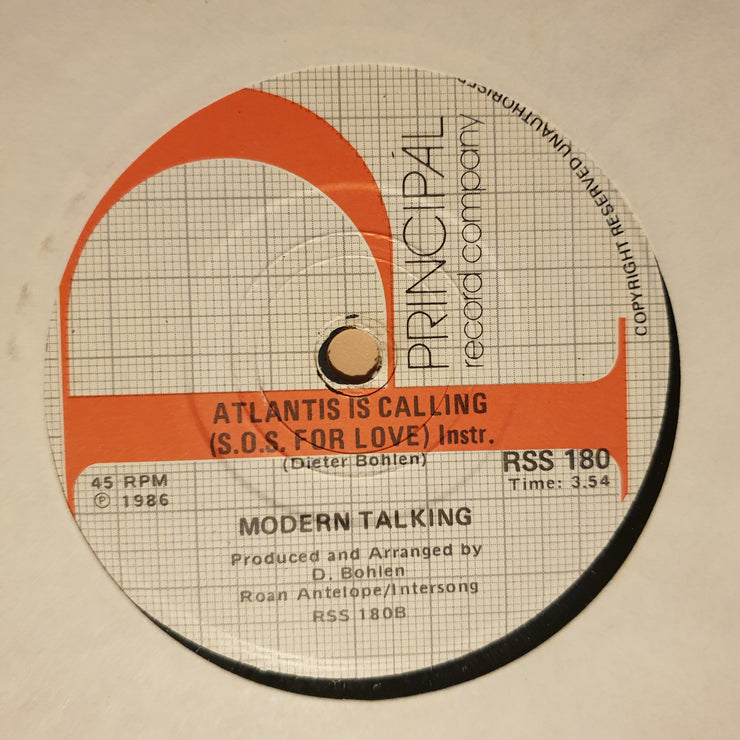 PRINCIPAL
record company
COPYRIGHT RESERVED UNAUTHORISED
ATLANTIS IS CALLING
(S.O.S. FOR LOVE) Instr.
(Dieter Bohlen)
45 RPM
Ⓟ 1986
RSS 180
Time: 3.54
MODERN TALKING
Produced and Arranged by
D. Bohlen
Roan Antelope/Intersong
RSS 180B